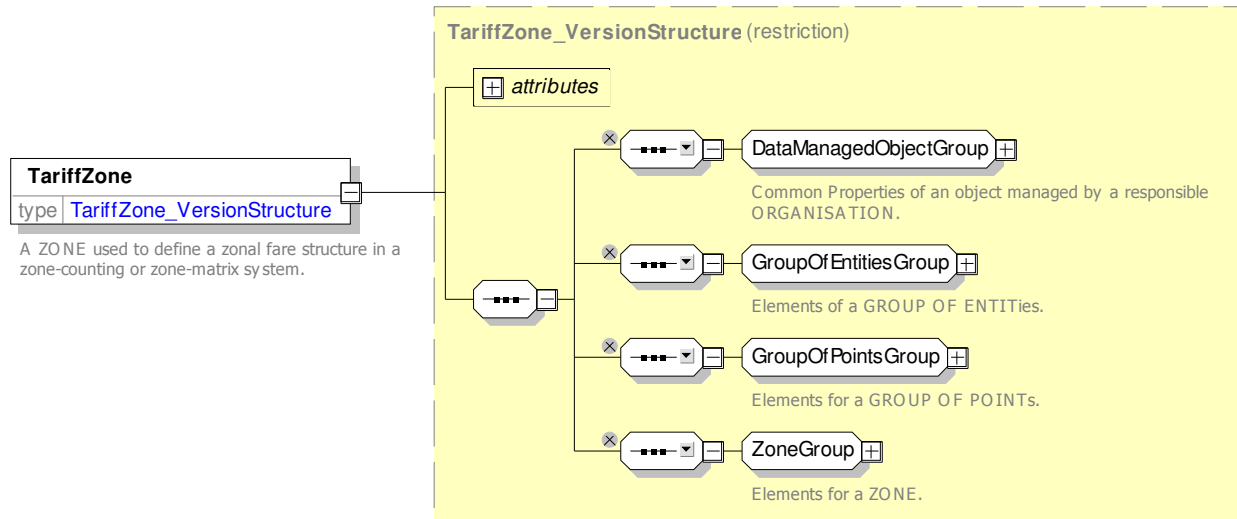 TariffZone_VersionStructure (restriction)
attributes
TariffZone
type TariffZone_VersionStructure
A ZONE used to define a zonal fare structure in a
zone-counting or zone-matrix system.
DataManagedObjectGroup
Common Properties of an object managed by a responsible
ORGANISATION.
GroupOfEntitiesGroup
Elements of a GROUP OF ENTITies.
GroupOfPointsGroup
Elements for a GROUP OF POINTs.
ZoneGroup
Elements for a ZONE.